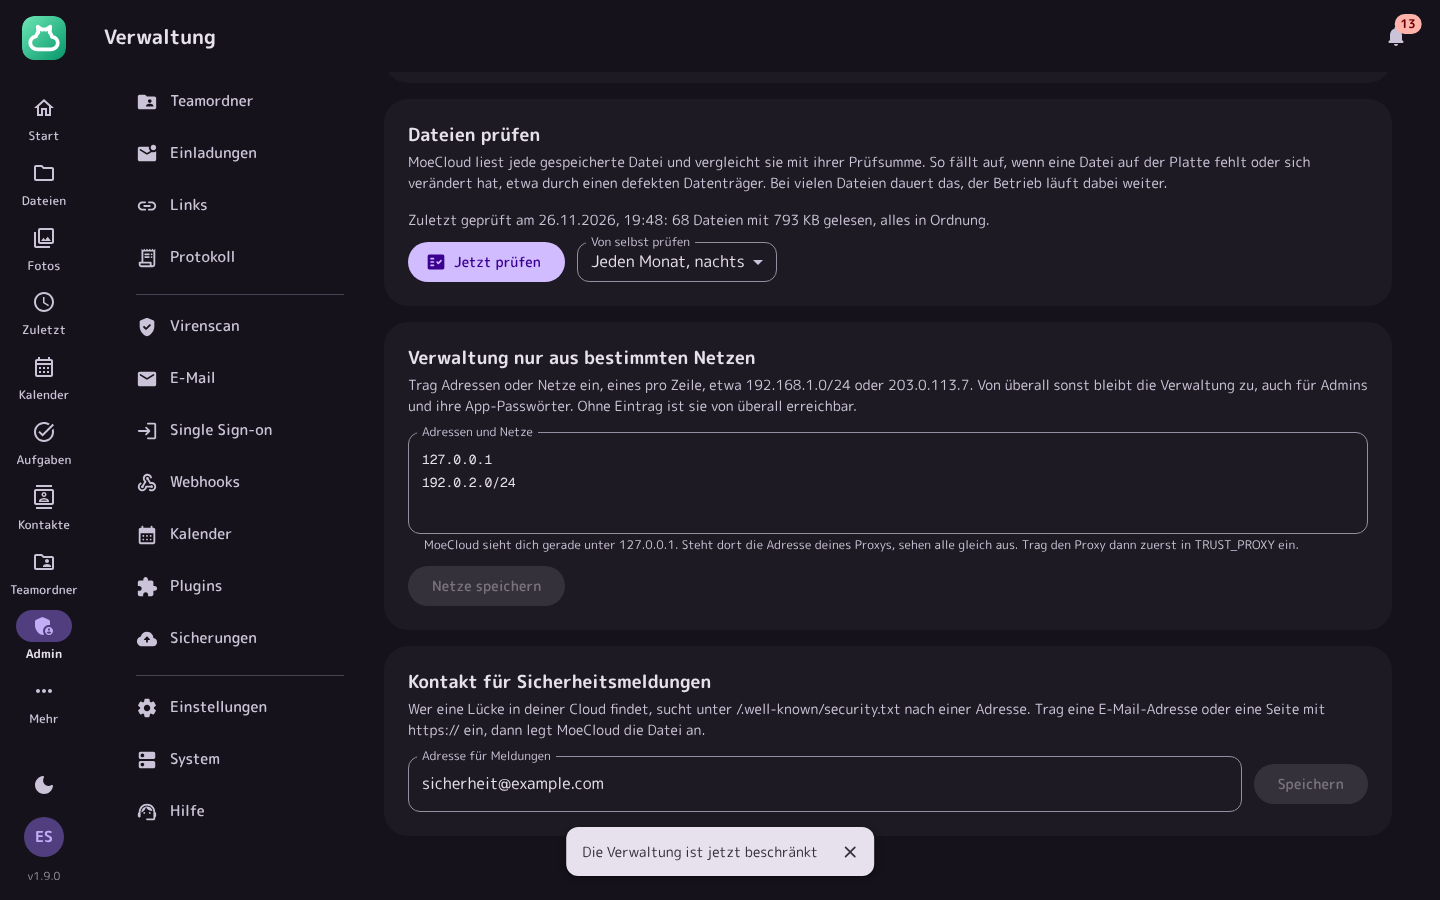 Verwaltung
13
Start
Dateien
Fotos
Zuletzt
Kalender
Aufgaben
Kontakte
Teamordner
Admin
Mehr
ES
v1.9.0
Teamordner
Einladungen
Links
Protokoll
Virenscan
E-Mail
Single Sign-on
Webhooks
Kalender
Plugins
Sicherungen
Einstellungen
System
Hilfe
Dateien prüfen
MoeCloud liest jede gespeicherte Datei und vergleicht sie mit ihrer Prüfsumme. So fällt auf, wenn eine Datei auf der Platte fehlt oder sich
verändert hat, etwa durch einen defekten Datenträger. Bei vielen Dateien dauert das, der Betrieb läuft dabei weiter.
Zuletzt geprüft am 26.11.2026, 19:48: 68 Dateien mit 793 KB gelesen, alles in Ordnung.
Jetzt prüfen
Von selbst prüfen
Jeden Monat, nachts
Verwaltung nur aus bestimmten Netzen
Trag Adressen oder Netze ein, eines pro Zeile, etwa 192.168.1.0/24 oder 203.0.113.7. Von überall sonst bleibt die Verwaltung zu, auch für Admins
und ihre App-Passwörter. Ohne Eintrag ist sie von überall erreichbar.
Adressen und Netze
127.0.0.1
192.0.2.0/24
MoeCloud sieht dich gerade unter 127.0.0.1. Steht dort die Adresse deines Proxys, sehen alle gleich aus. Trag den Proxy dann zuerst in TRUST_PROXY ein.
Netze speichern
Kontakt für Sicherheitsmeldungen
Wer eine Lücke in deiner Cloud findet, sucht unter /.well-known/security.txt nach einer Adresse. Trag eine E-Mail-Adresse oder eine Seite mit
https:// ein, dann legt MoeCloud die Datei an.
Adresse für Meldungen
sicherheit@example.com
Speichern
Die Verwaltung ist jetzt beschränkt